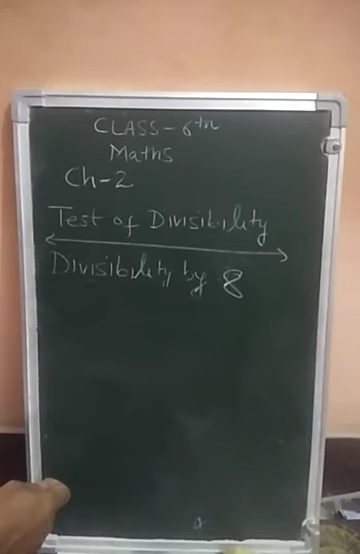 CLASS-6th
Maths
Ch-2
Test of Divisibility
Divisibility by 8